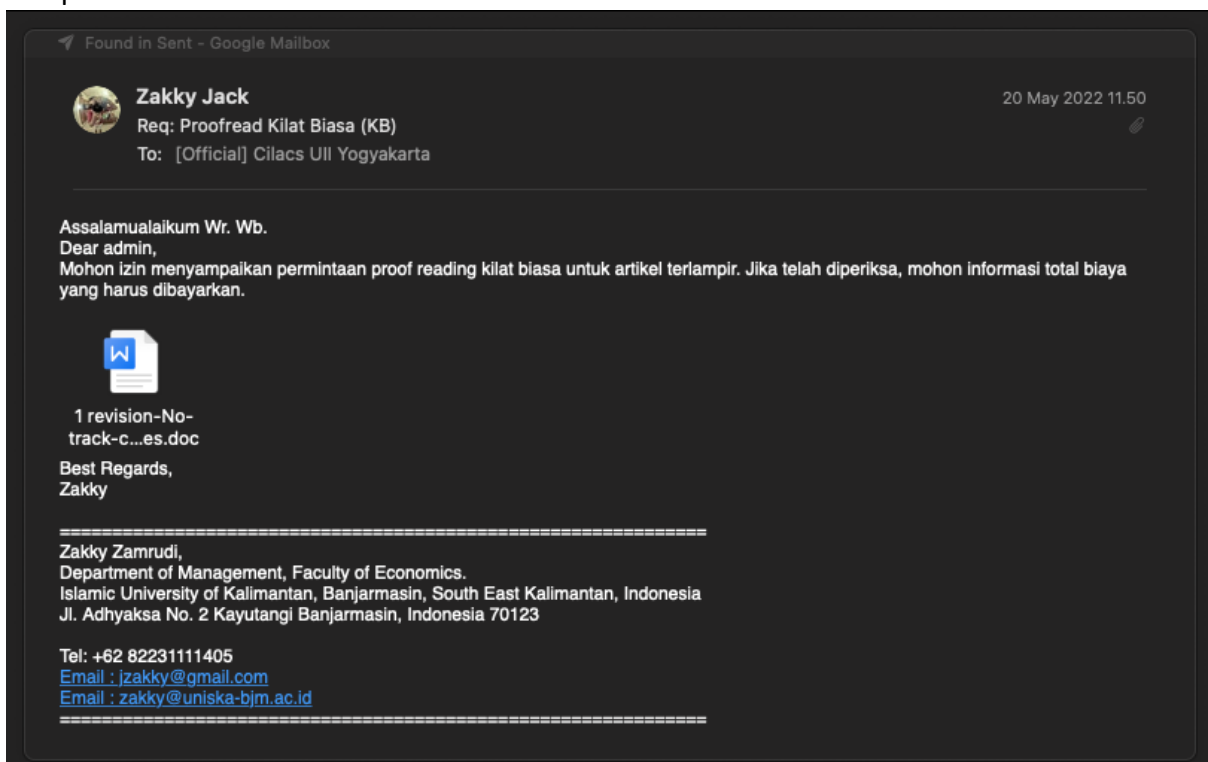 Found in Sent - Google Mailbox
Zakky Jack
20 May 2022 11.50
Req: Proofread Kilat Biasa (KB)
To: [Official] Cilacs UII Yogyakarta
Assalamualaikum Wr. Wb.
Dear admin,
Mohon izin menyampaikan permintaan proof reading kilat biasa untuk artikel terlampir. Jika telah diperiksa, mohon informasi total biaya
yang harus dibayarkan.
W
1 revision-No-
track-c...es.doc
Best Regards,
Zakky
==============================================================
Zakky Zamrudi,
Department of Management, Faculty of Economics.
Islamic University of Kalimantan, Banjarmasin, South East Kalimantan, Indonesia
Jl. Adhyaksa No. 2 Kayutangi Banjarmasin, Indonesia 70123
Tel: +62 82231111405
Email : jzakky@gmail.com
Email : zakky@uniska-bjm.ac.id
==============================================================